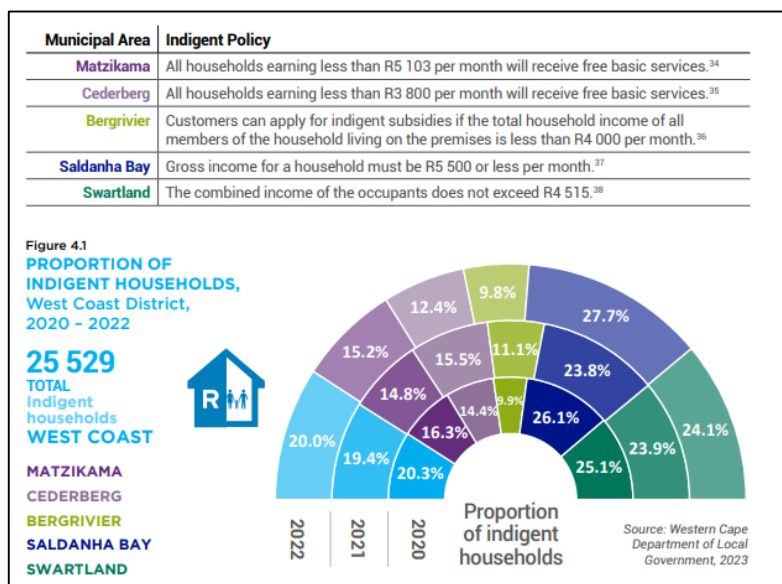 Municipal Area Indigent Policy
Matzikama All households earning less than R5 103 per month will receive free basic services.34
Cederberg All households earning less than R3 800 per month will receive free basic services.35
Bergrivier Customers can apply for indigent subsidies if the total household income of all
members of the household living on the premises is less than R4 000 per month.36
Saldanha Bay Gross income for a household must be R5 500 or less per month.37
Swartland The combined income of the occupants does not exceed R4 515.38
Figure 4.1
PROPORTION OF
INDIGENT HOUSEHOLDS,
West Coast District,
2020 – 2022
25 529
TOTAL
Indigent
households
WEST COAST
R
MATZIKAMA
CEDERBERG
BERGRIVIER
SALDANHA BAY
SWARTLAND
20.0%
15.2%
12.4%
9.8%
27.7%
24.1%
19.4%
14.8%
15.5%
11.1%
23.8%
23.9%
20.3%
16.3%
14.4%
9.9%
26.1%
25.1%
2022
2021
2020
Proportion
of indigent
households
Source: Western Cape
Department of Local
Government, 2023